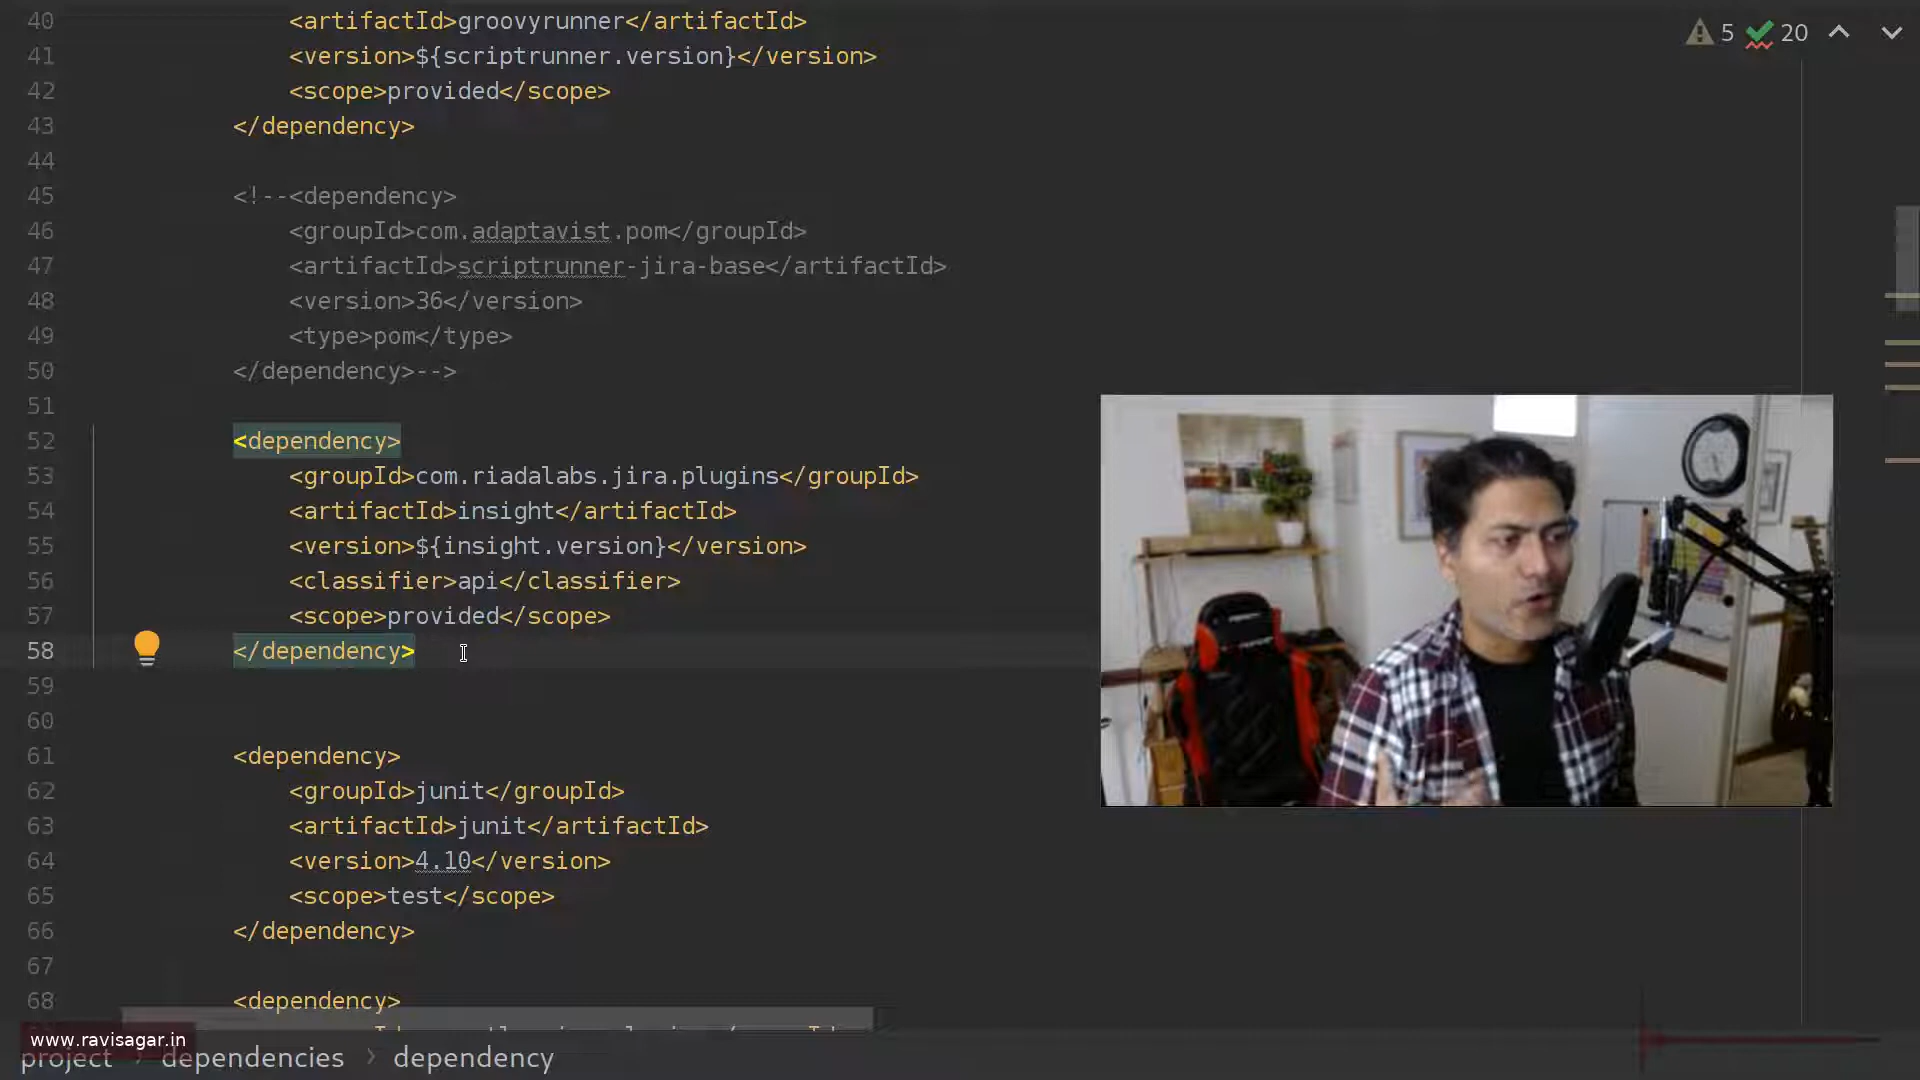 40 <artifactId>groovyrunner</artifactId>
41 <version>${scriptrunner.version}</version>
42 <scope>provided</scope>
43 </dependency>
44
45 <!--<dependency>
46 <groupId>com.adaptavist.pom</groupId>
47 <artifactId>scriptrunner-jira-base</artifactId>
48 <version>36</version>
49 <type>pom</type>
50 </dependency>-->
51
52 <dependency>
53 <groupId>com.riadalabs.jira.plugins</groupId>
54 <artifactId>insight</artifactId>
55 <version>${insight.version}</version>
56 <classifier>api</classifier>
57 <scope>provided</scope>
58 </dependency>
59
60
61 <dependency>
62 <groupId>junit</groupId>
63 <artifactId>junit</artifactId>
64 <version>4.10</version>
65 <scope>test</scope>
66 </dependency>
67
68 <dependency>
5 20
www.ravisagar.in
project > dependencies > dependency